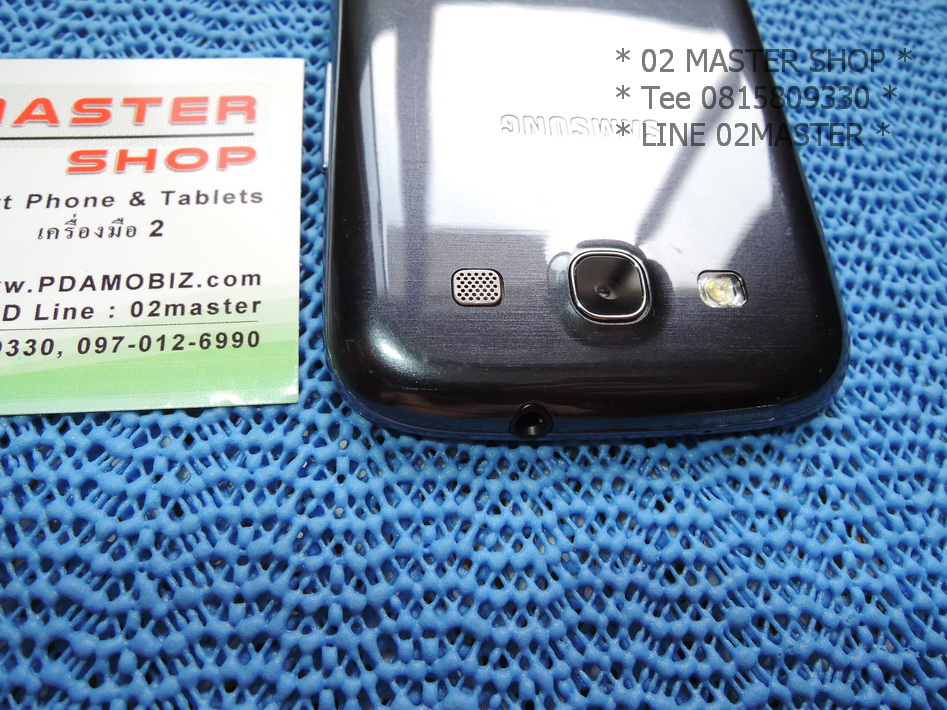 MASTER
SHOP
t Phone & Tablets
เครื่องมือ 2
w.PDAMOBIZ.com
D Line : 02master
9330, 097-012-6990
* 02 MASTER SHOP *
* Tee 0815809330 *
* LINE 02MASTER *
SAMSUNG